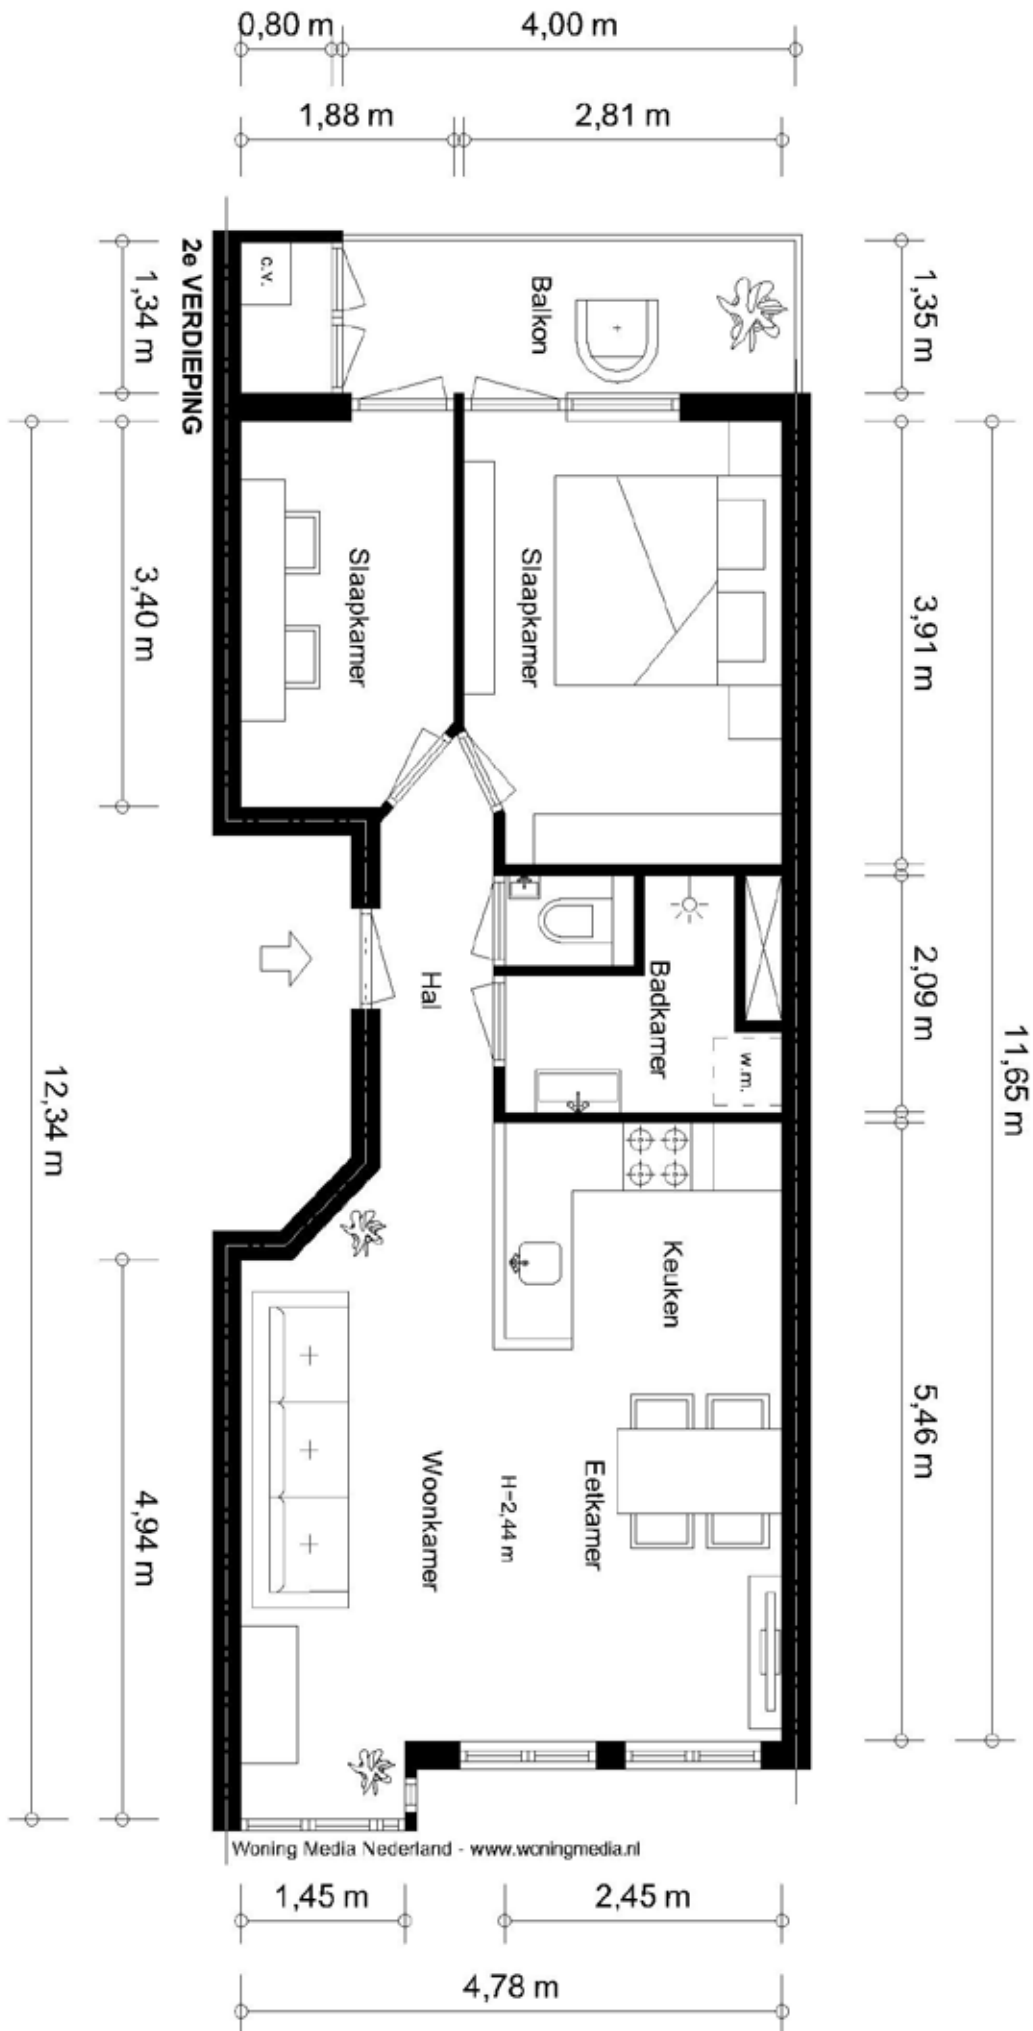 0,80 m
4,00 m
1,88 m
2,81 m
2e VERDIEPING
1,34 m
c.v.
Balkon
1,35 m
3,40 m
Slaapkamer
Slaapkamer
3,91 m
Hal
Badkamer
w.m.
2,09 m
11,65 m
12,34 m
Keuken
5,46 m
Woonkamer
H=2,44 m
Eetkamer
4,94 m
Woning Media Nederland - www.woningmedia.nl
1,45 m
2,45 m
4,78 m